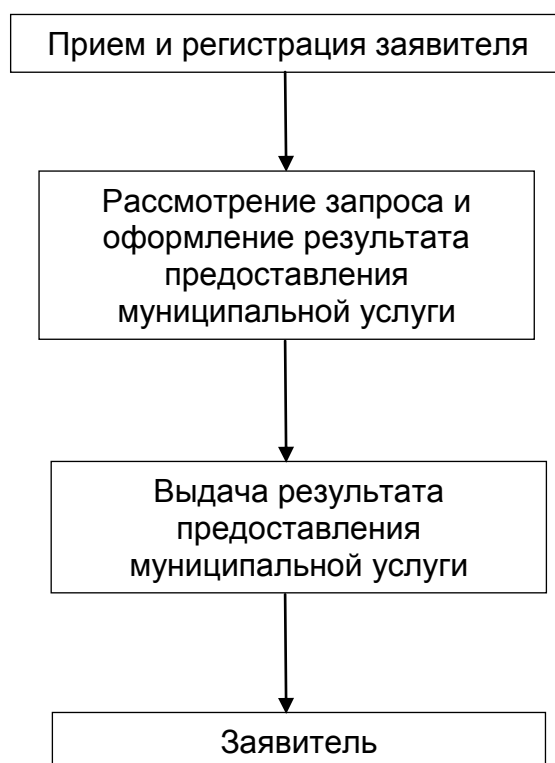 Прием и регистрация заявителя
Рассмотрение запроса и
оформление результата
предоставления
муниципальной услуги
Выдача результата
предоставления
муниципальной услуги
Заявитель